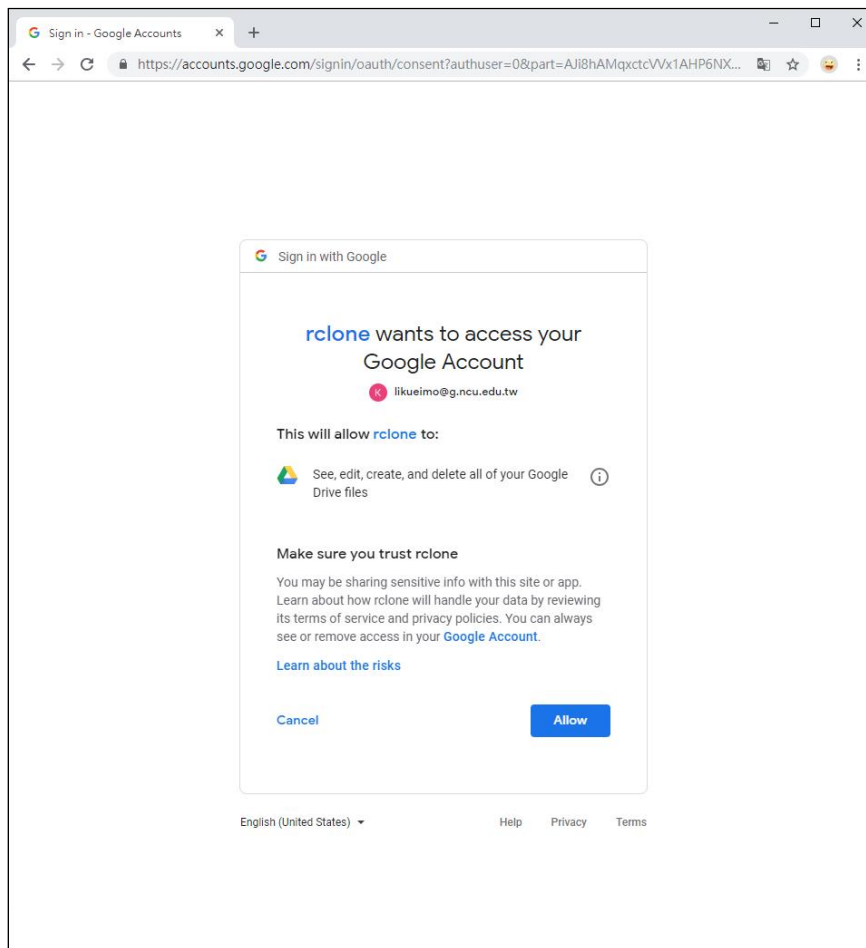 Sign in - Google Accounts
https://accounts.google.com/signin/oauth/consent?authuser=0&part=AJi8hAMqxctcVVx1AHP6NX...
Sign in with Google
rclone wants to access your
Google Account
K likueimo@g.ncu.edu.tw
This will allow rclone to:
See, edit, create, and delete all of your Google
Drive files
Make sure you trust rclone
You may be sharing sensitive info with this site or app.
Learn about how rclone will handle your data by reviewing
its terms of service and privacy policies. You can always
see or remove access in your Google Account.
Learn about the risks
Cancel Allow
English (United States) Help Privacy Terms